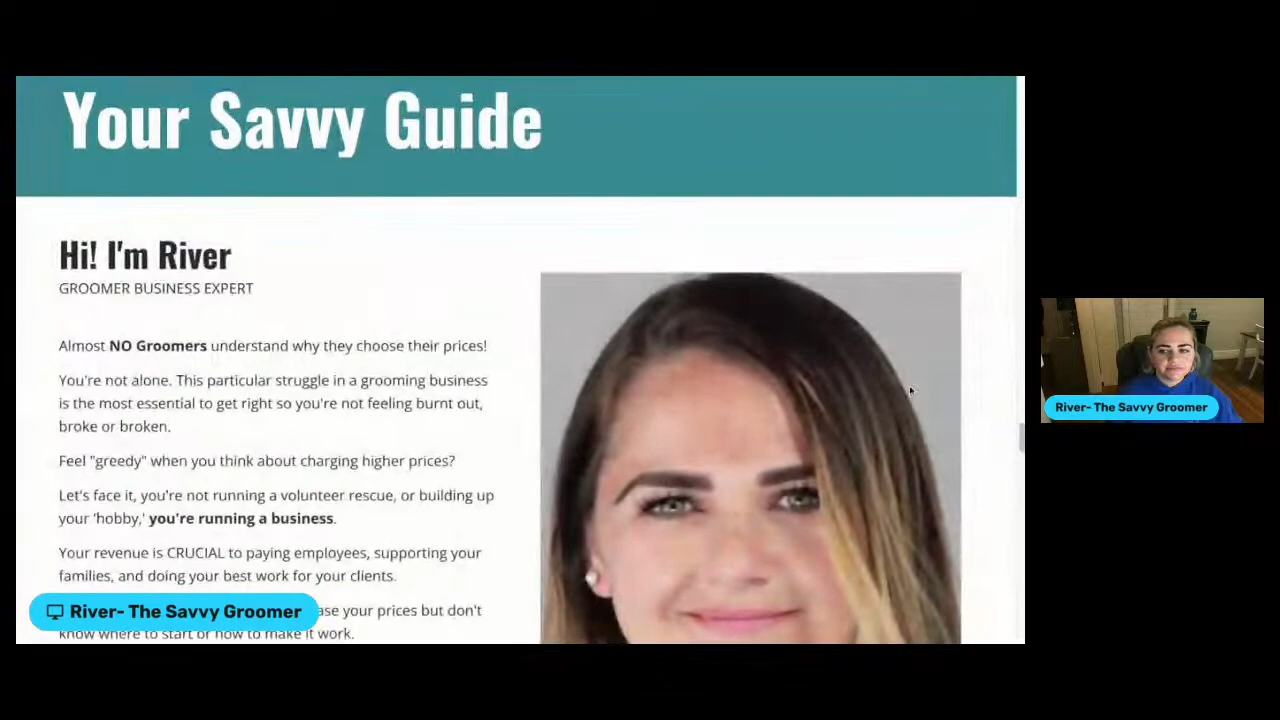 Your Savvy Guide
Hi! I'm River
GROOMER BUSINESS EXPERT
Almost NO Groomers understand why they choose their prices!
You're not alone. This particular struggle in a grooming business
is the most essential to get right so you're not feeling burnt out,
broke or broken.
Feel "greedy" when you think about charging higher prices?
Let's face it, you're not running a volunteer rescue, or building up
your 'hobby,' you're running a business.
Your revenue is CRUCIAL to paying employees, supporting your
families, and doing your best work for your clients.
River- The Savvy Groomer
your prices but don't
know where to start or how to make it work.
River- The Savvy Groomer